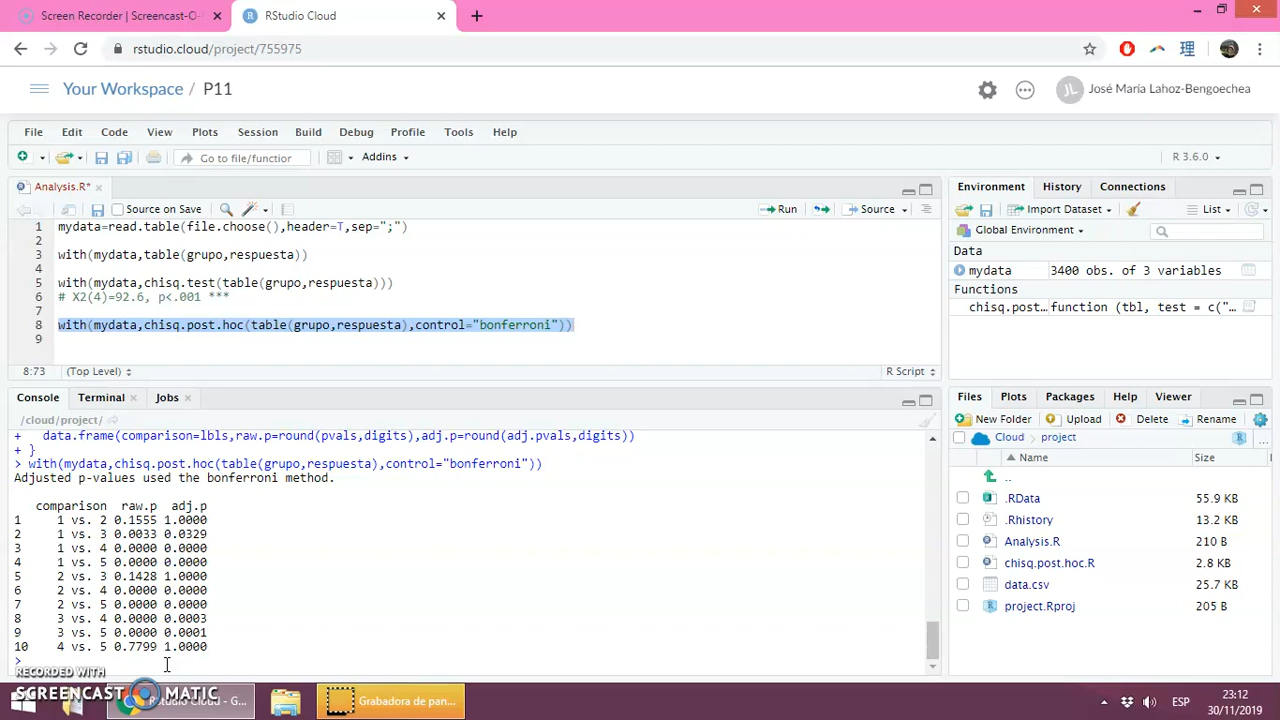 Screen Recorder | Screencast-O-
RStudio Cloud
rstudio.cloud/project/755975
Your Workspace / P11
JL
José María Lahoz-Bengoechea
File Edit Code View Plots Session Build Debug Profile Tools Help
Go to file/functior
Addins
R 3.6.0
Analysis.R*
Source on Save
Run
Source
1 mydata=read.table(file.choose(),header=T,sep=";")
2
3 with(mydata,table(grupo,respuesta))
4
5 with(mydata,chisq.test(table(grupo,respuesta)))
6 # X2(4)=92.6, p<.001 ***
7
8 with(mydata,chisq.post.hoc(table(grupo,respuesta),control="bonferroni"))
9
8:73 (Top Level) R Script
Console Terminal Jobs
/cloud/project/
+ data.frame(comparison=lbls,raw.p=round(pvals,digits),adj.p=round(adj.pvals,digits))
+ }
> with(mydata,chisq.post.hoc(table(grupo,respuesta),control="bonferroni"))
Adjusted p-values used the bonferroni method.
comparison raw.p adj.p
1 1 vs. 2 0.1555 1.0000
2 1 vs. 3 0.0033 0.0329
3 1 vs. 4 0.0000 0.0000
4 1 vs. 5 0.0000 0.0000
5 2 vs. 3 0.1428 1.0000
6 2 vs. 4 0.0000 0.0000
7 2 vs. 5 0.0000 0.0000
8 3 vs. 4 0.0000 0.0003
9 3 vs. 5 0.0000 0.0001
10 4 vs. 5 0.7799 1.0000
>
Environment History Connections
Import Dataset
List
Global Environment
Data
mydata 3400 obs. of 3 variables
Functions
chisq.post… function (tbl, test = c("…
Files Plots Packages Help Viewer
New Folder Upload Delete Rename
Cloud project
Name Size
..
.RData 55.9 KB
.Rhistory 13.2 KB
Analysis.R 210 B
chisq.post.hoc.R 2.8 KB
data.csv 25.7 KB
project.Rproj 205 B
RECORDED WITH
SCREENCAST MATIC
RStudio Cloud - G...
Grabadora de pan...
ESP
23:12
30/11/2019